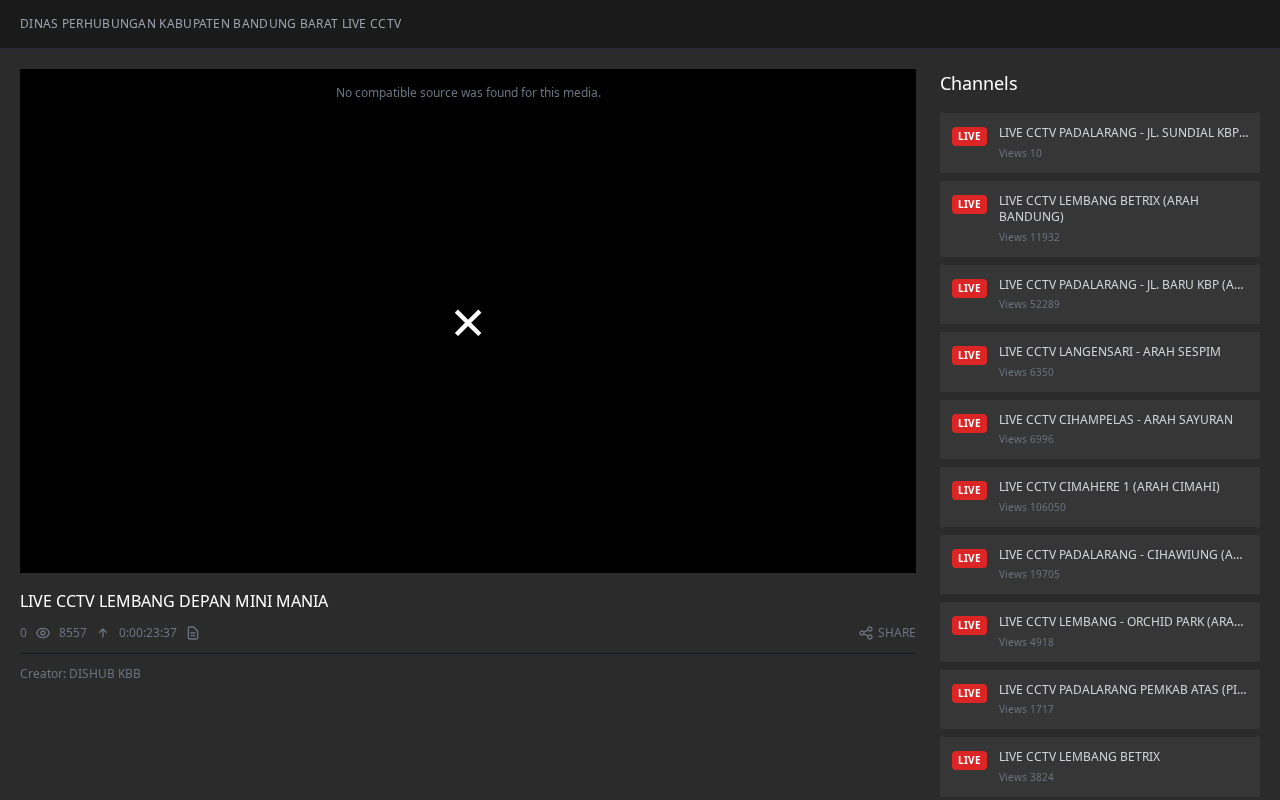 DINAS PERHUBUNGAN KABUPATEN BANDUNG BARAT LIVE CCTV
No compatible source was found for this media.
LIVE CCTV LEMBANG DEPAN MINI MANIA
0 8557 0:00:23:37 SHARE
Creator: DISHUB KBB
Channels
LIVE LIVE CCTV PADALARANG - JL. SUNDIAL KBP...
Views 10
LIVE LIVE CCTV LEMBANG BETRIX (ARAH
BANDUNG)
Views 11932
LIVE LIVE CCTV PADALARANG - JL. BARU KBP (A...
Views 52289
LIVE LIVE CCTV LANGENSARI - ARAH SESPIM
Views 6350
LIVE LIVE CCTV CIHAMPELAS - ARAH SAYURAN
Views 6996
LIVE LIVE CCTV CIMAHERE 1 (ARAH CIMAHI)
Views 106050
LIVE LIVE CCTV PADALARANG - CIHAWIUNG (A...
Views 19705
LIVE LIVE CCTV LEMBANG - ORCHID PARK (ARA...
Views 4918
LIVE LIVE CCTV PADALARANG PEMKAB ATAS (PI...
Views 1717
LIVE LIVE CCTV LEMBANG BETRIX
Views 3824